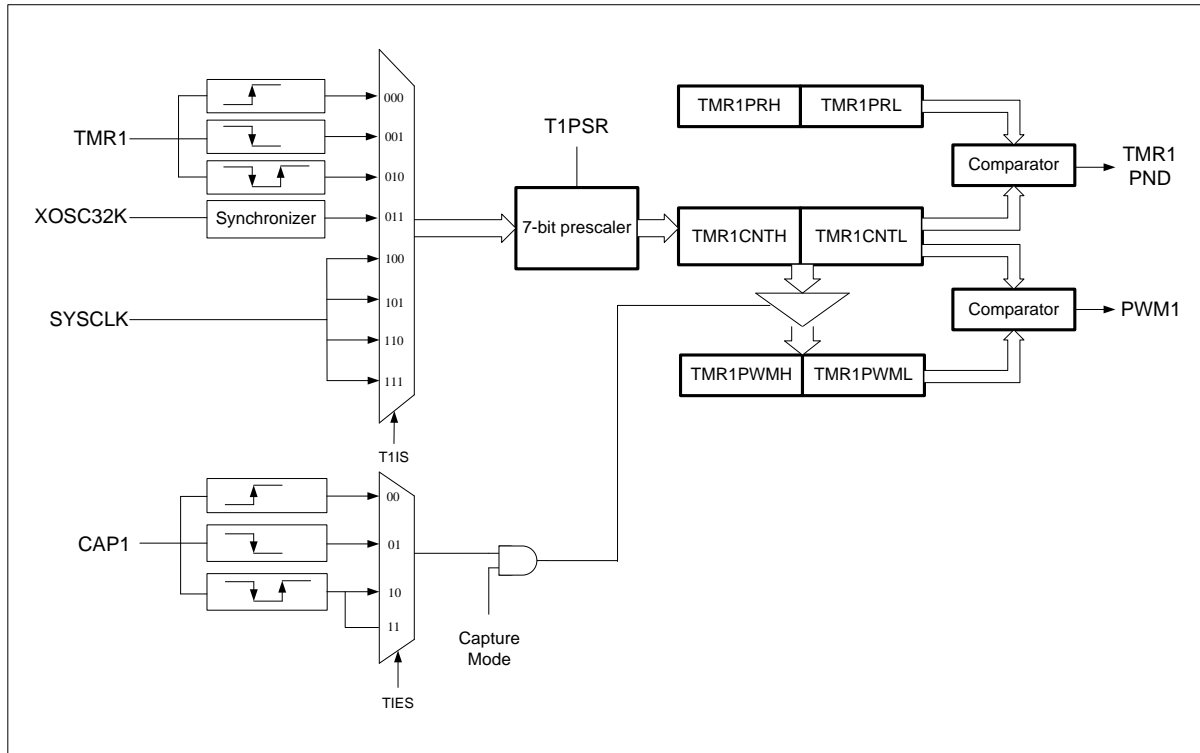 TMR1
XOSC32K
Synchronizer
SYSCLK
000
001
010
011
100
101
110
111
T1IS
T1PSR
7-bit prescaler
TMR1PRH
TMR1PRL
Comparator
TMR1
PND
TMR1CNTH
TMR1CNTL
Comparator
PWM1
TMR1PWMH
TMR1PWML
CAP1
00
01
10
11
TIES
Capture
Mode